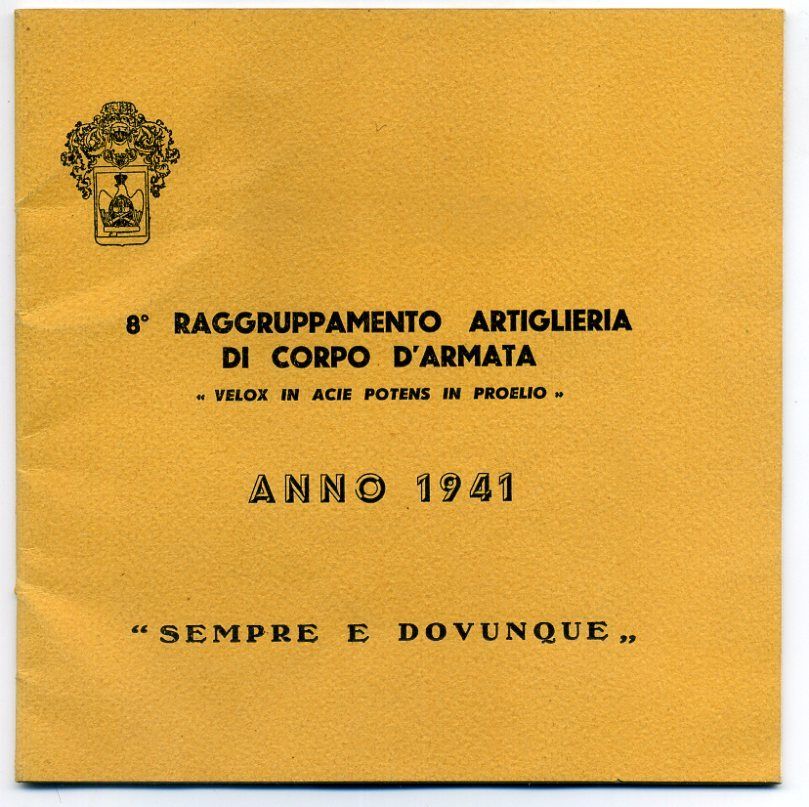 8° RAGGRUPPAMENTO ARTIGLIERIA
DI CORPO D'ARMATA
« VELOX IN ACIE POTENS IN PROELIO »
ANNO 1941
“ SEMPRE E DOVUNQUE „